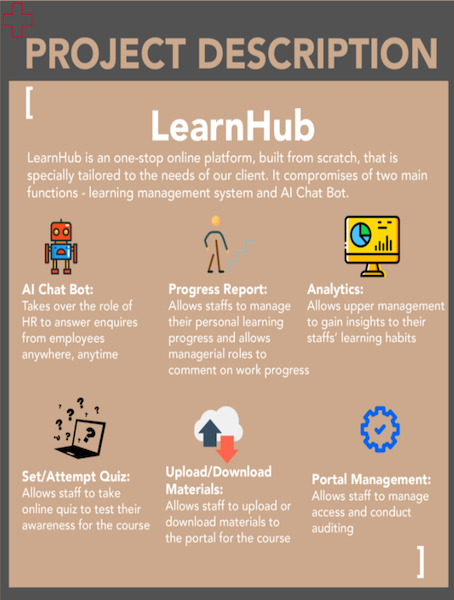 PROJECT DESCRIPTION
[
LearnHub
LearnHub is an one-stop online platform, built from scratch, that is
specially tailored to the needs of our client. It compromises of two main
functions - learning management system and AI Chat Bot.
AI Chat Bot:
Takes over the role of
HR to answer enquires
from employees
anywhere, anytime
Progress Report:
Allows staffs to manage
their personal learning
progress and allows
managerial roles to
comment on work progress
Analytics:
Allows upper management
to gain insights to their
staffs' learning habits
? ? ? ? ? ? ?
Set/Attempt Quiz:
Allows staff to take
online quiz to test their
awareness for the course
Upload/Download
Materials:
Allows staff to upload or
download materials to
the portal for the course
Portal Management:
Allows staff to manage
access and conduct
auditing
]